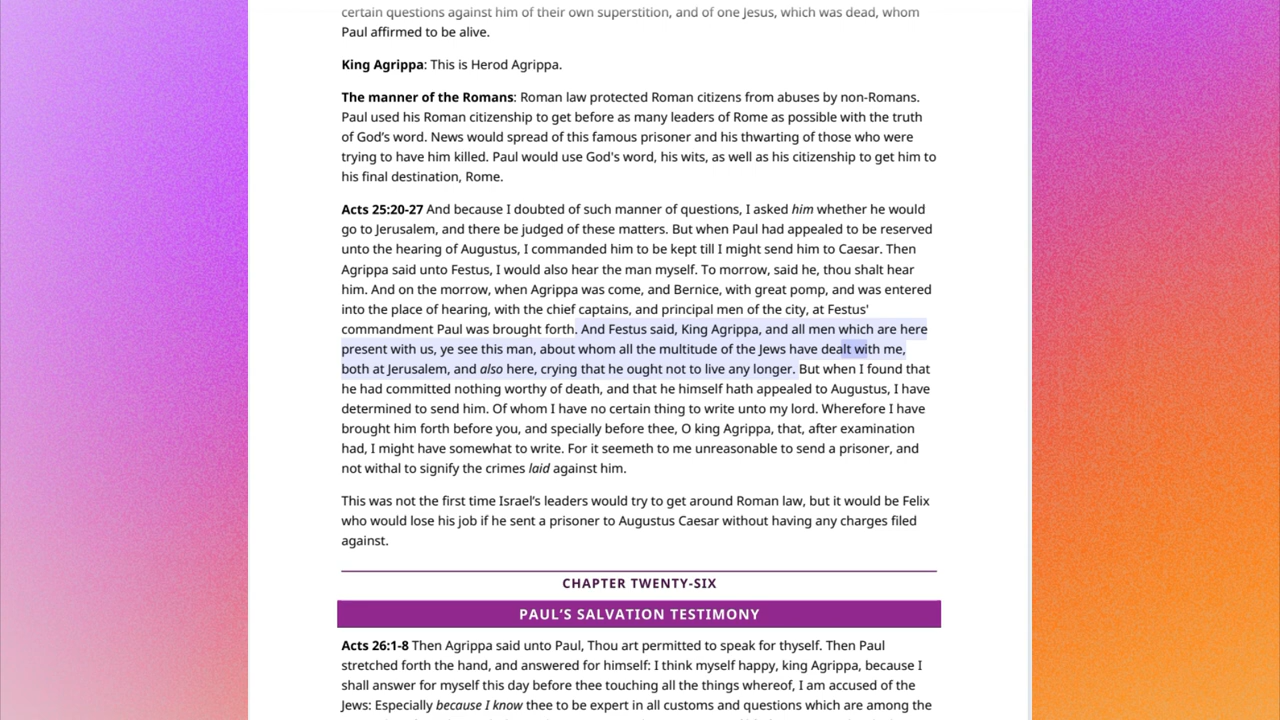 certain questions against him of their own superstition, and of one Jesus, which was dead, whom
Paul affirmed to be alive.
King Agrippa: This is Herod Agrippa.
The manner of the Romans: Roman law protected Roman citizens from abuses by non-Romans.
Paul used his Roman citizenship to get before as many leaders of Rome as possible with the truth
of God’s word. News would spread of this famous prisoner and his thwarting of those who were
trying to have him killed. Paul would use God's word, his wits, as well as his citizenship to get him to
his final destination, Rome.
Acts 25:20-27 And because I doubted of such manner of questions, I asked him whether he would
go to Jerusalem, and there be judged of these matters. But when Paul had appealed to be reserved
unto the hearing of Augustus, I commanded him to be kept till I might send him to Caesar. Then
Agrippa said unto Festus, I would also hear the man myself. To morrow, said he, thou shalt hear
him. And on the morrow, when Agrippa was come, and Bernice, with great pomp, and was entered
into the place of hearing, with the chief captains, and principal men of the city, at Festus'
commandment Paul was brought forth. And Festus said, King Agrippa, and all men which are here
present with us, ye see this man, about whom all the multitude of the Jews have dealt with me,
both at Jerusalem, and also here, crying that he ought not to live any longer. But when I found that
he had committed nothing worthy of death, and that he himself hath appealed to Augustus, I have
determined to send him. Of whom I have no certain thing to write unto my lord. Wherefore I have
brought him forth before you, and specially before thee, O king Agrippa, that, after examination
had, I might have somewhat to write. For it seemeth to me unreasonable to send a prisoner, and
not withal to signify the crimes laid against him.
This was not the first time Israel’s leaders would try to get around Roman law, but it would be Felix
who would lose his job if he sent a prisoner to Augustus Caesar without having any charges filed
against.
CHAPTER TWENTY-SIX
PAUL’S SALVATION TESTIMONY
Acts 26:1-8 Then Agrippa said unto Paul, Thou art permitted to speak for thyself. Then Paul
stretched forth the hand, and answered for himself: I think myself happy, king Agrippa, because I
shall answer for myself this day before thee touching all the things whereof, I am accused of the
Jews: Especially because I know thee to be expert in all customs and questions which are among the